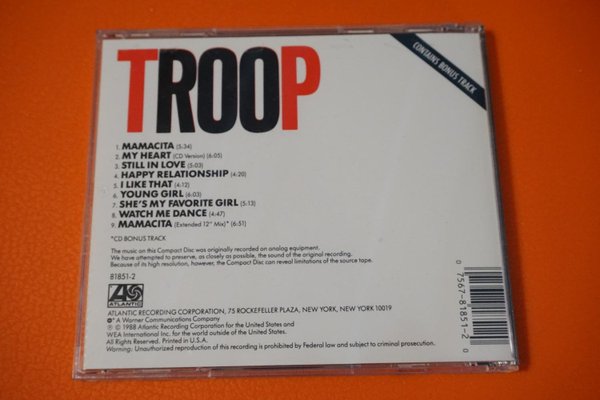 TROOP
CONTAINS BONUS TRACK
1. MAMACITA (5:34)
2. MY HEART (CD Version) (6:05)
3. STILL IN LOVE (5:03)
4. HAPPY RELATIONSHIP (4:20)
5. I LIKE THAT (4:12)
6. YOUNG GIRL (6:03)
7. SHE'S MY FAVORITE GIRL (5:13)
8. WATCH ME DANCE (4:47)
9. MAMACITA (Extended 12" Mix)* (6:51)
*CD BONUS TRACK
The music on this Compact Disc was originally recorded on analog equipment.
We have attempted to preserve, as closely as possible, the sound of the original recording.
Because of its high resolution, however, the Compact Disc can reveal limitations of the source tape.
81851-2
ATLANTIC
ATLANTIC RECORDING CORPORATION, 75 ROCKEFELLER PLAZA, NEW YORK, NEW YORK 10019
®* A Warner Communications Company
℗ © 1988 Atlantic Recording Corporation for the United States and
WEA International Inc. for the world outside of the United States.
All Rights Reserved. Printed in U.S.A.
Warning: Unauthorized reproduction of this recording is prohibited by Federal law and subject to criminal prosecution.
0 7567-81851-2 0